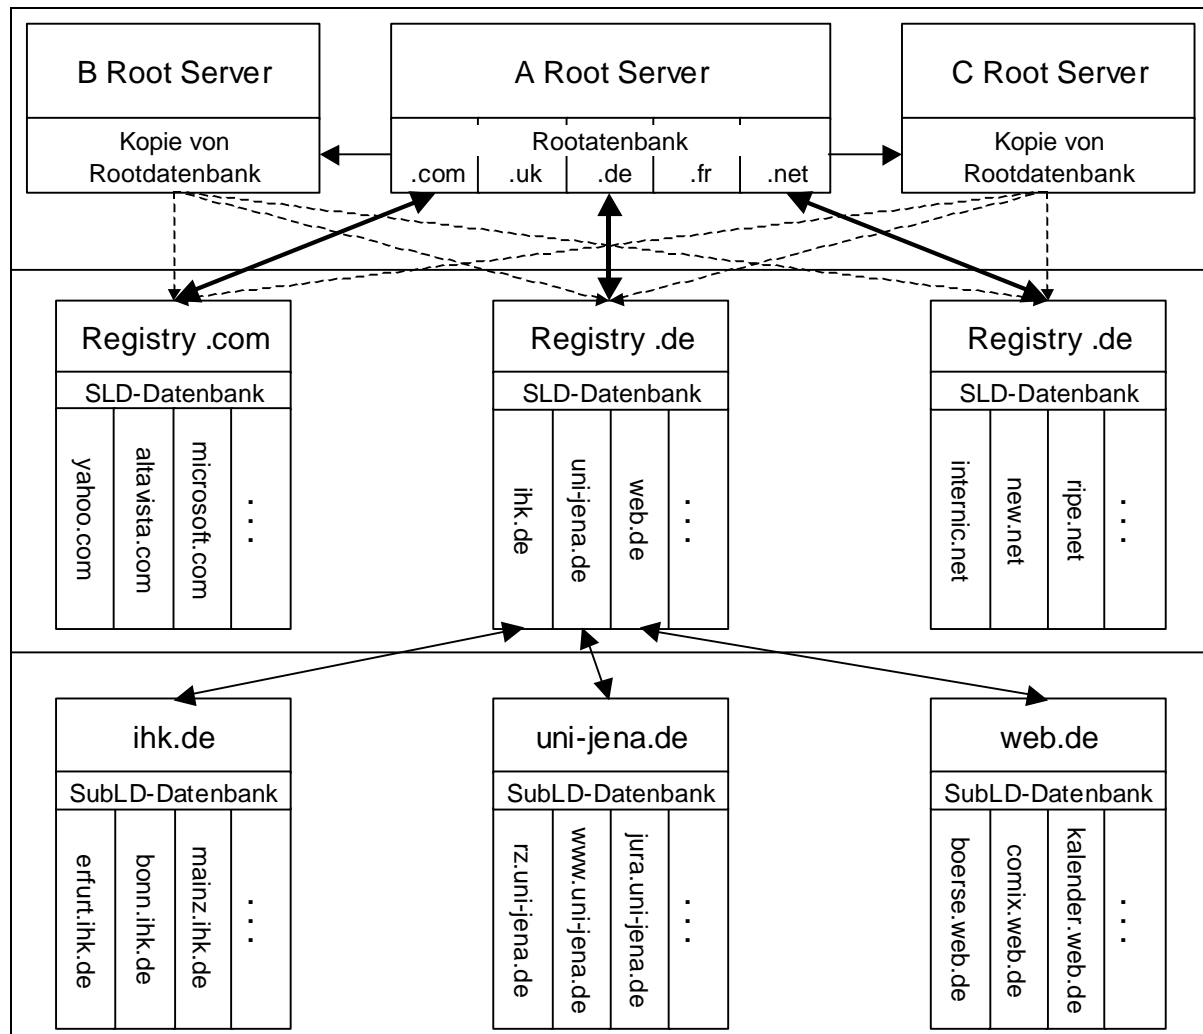 B Root Server
Kopie von
Rootdatenbank
A Root Server
Rootatenbank
.com
.uk
.de
.fr
.net
C Root Server
Kopie von
Rootdatenbank
Registry .com
SLD-Datenbank
yahoo.com
altavista.com
microsoft.com
...
Registry .de
SLD-Datenbank
ihk.de
uni-jena.de
web.de
...
Registry .de
SLD-Datenbank
internic.net
new.net
ripe.net
...
ihk.de
SubLD-Datenbank
erfurt.ihk.de
bonn.ihk.de
mainz.ihk.de
...
uni-jena.de
SubLD-Datenbank
rz.uni-jena.de
www.uni-jena.de
jura.uni-jena.de
...
web.de
SubLD-Datenbank
boerse.web.de
comix.web.de
kalender.web.de
...